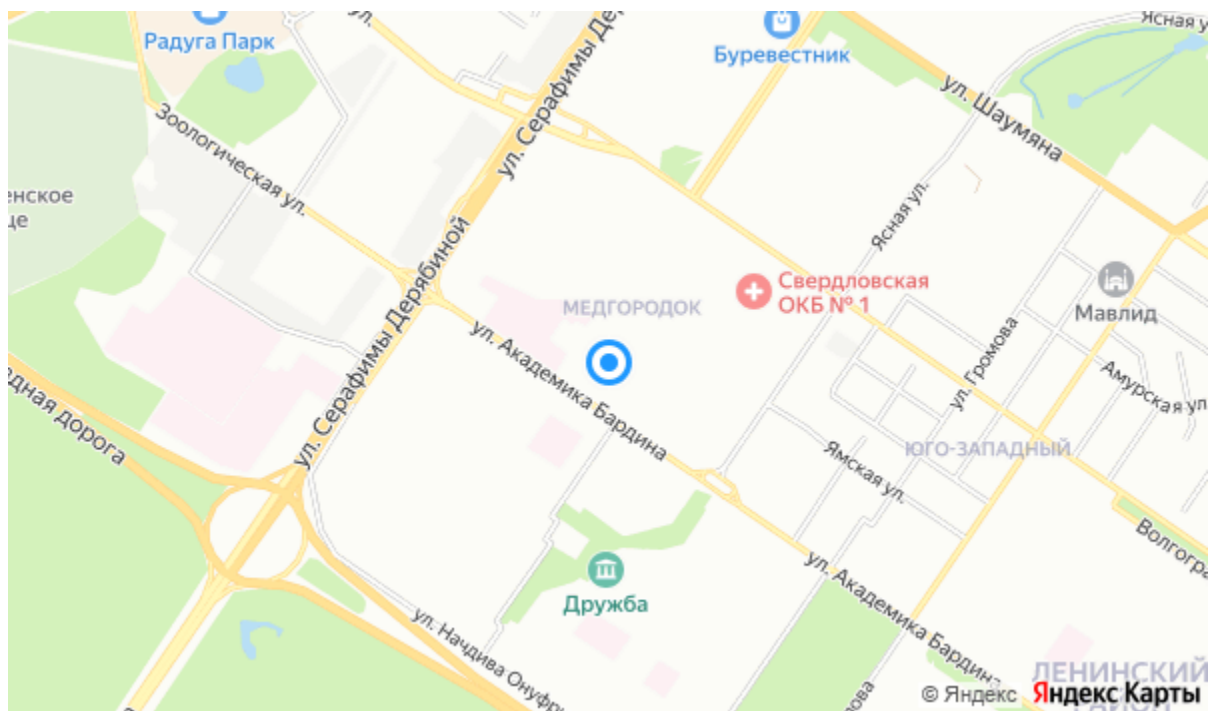 ул.
ул. Серафимы Дер
Ясная у
Радуга Парк
Буревестник
ул. Шаумяна
Зоологическая ул.
ул. Серафимы Дерябиной
Ясная ул.
енское
це
МЕДГОРОДОК
Свердловская
ОКБ № 1
Мавлид
ул. Академика Бардина
ул. Громова
Амурская ул
дная дорога
ЮГО-ЗАПАДНЫЙ
Ямская ул.
Волгогра
Дружба
ул. Академика Бардина
ул. Начдива Онуфр
ова
ЛЕНИНСКИЙ
РАЙОН
© Яндекс Яндекс Карты